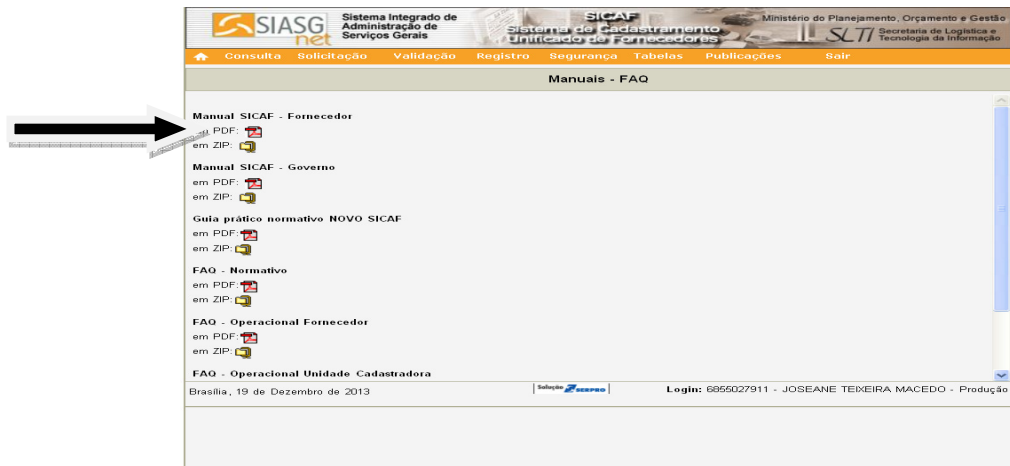 SIASG
net
Sistema Integrado de
Administração de
Serviços Gerais
SICAF
Sistema de Cadastramento
Unificado de Fornecedores
Ministério do Planejamento, Orçamento e Gestão
SLTI Secretaria de Logística e
Tecnologia da Informação
Consulta Solicitação Validação Registro Segurança Tabelas Publicações Sair
Manuais - FAQ
Manual SICAF - Fornecedor
PDF:
em ZIP:
Manual SICAF - Governo
em PDF:
em ZIP:
Guia prático normativo NOVO SICAF
em PDF:
em ZIP:
FAQ - Normativo
em PDF:
em ZIP:
FAQ - Operacional Fornecedor
em PDF:
em ZIP:
FAQ - Operacional Unidade Cadastradora
Brasília, 19 de Dezembro de 2013
Solução SERPRO
Login: 6855027911 - JOSEANE TEIXEIRA MACEDO - Produção